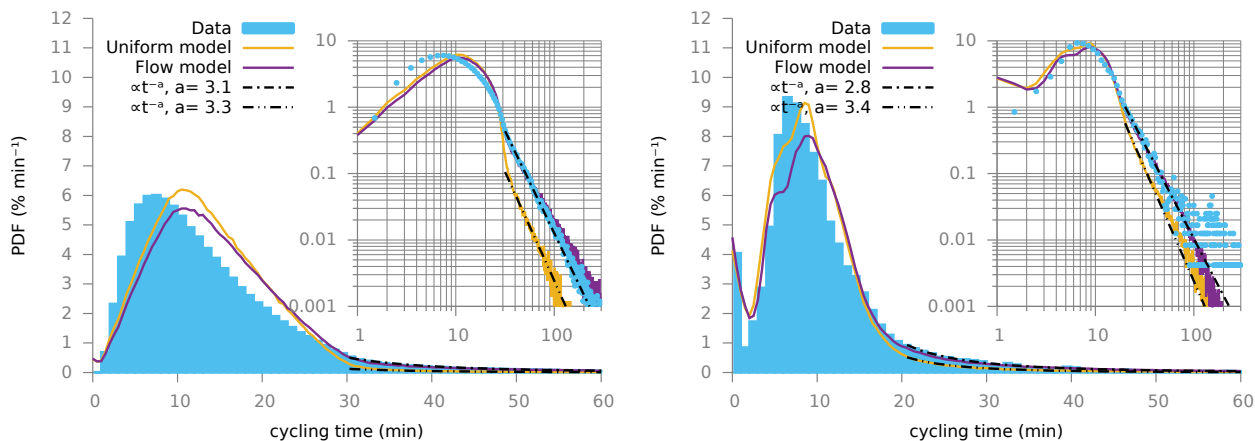 12
11
10
9
8
7
6
5
4
3
2
1
0
PDF (% min⁻¹)
0 10 20 30 40 50 60
cycling time (min)
Data
Uniform model
Flow model
∝t⁻ᵃ, a= 3.1
∝t⁻ᵃ, a= 3.3
10
1
0.1
0.01
0.001
1 10 100
12
11
10
9
8
7
6
5
4
3
2
1
0
PDF (% min⁻¹)
0 10 20 30 40 50 60
cycling time (min)
Data
Uniform model
Flow model
∝t⁻ᵃ, a= 2.8
∝t⁻ᵃ, a= 3.4
10
1
0.1
0.01
0.001
1 10 100